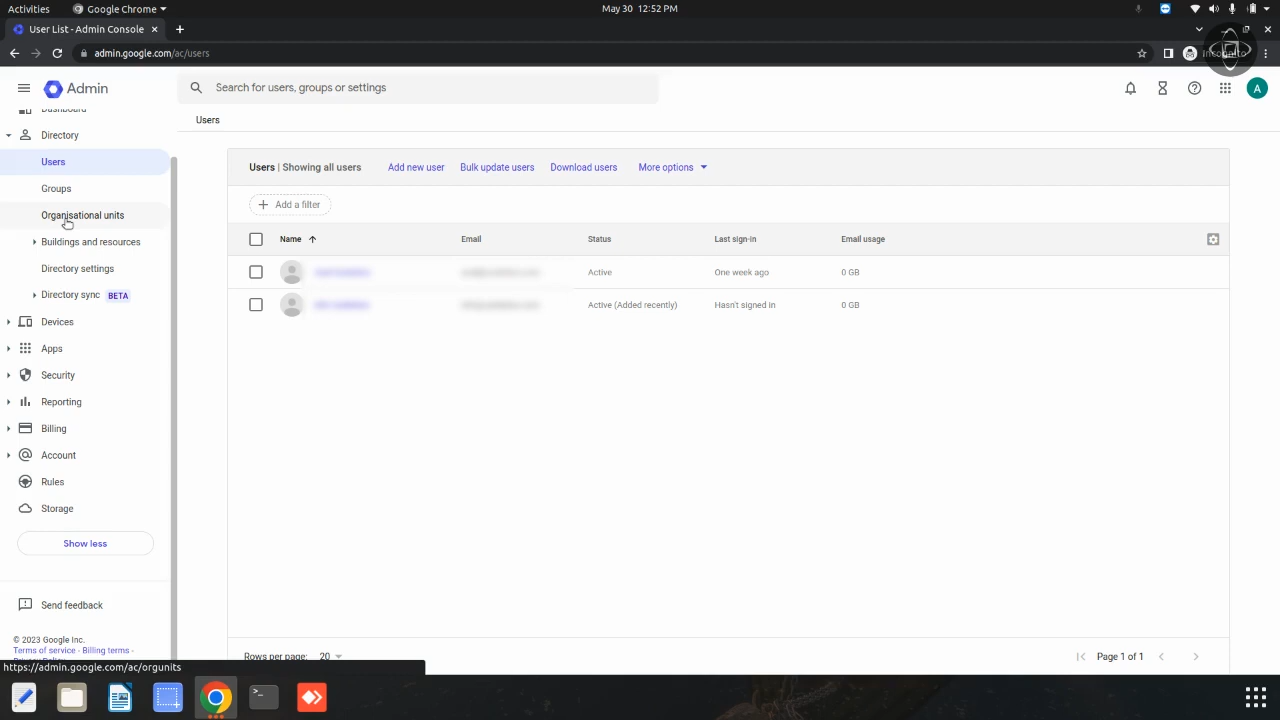 Activities
Google Chrome
May 30 12:52 PM
User List - Admin Console
admin.google.com/ac/users
Incognito
Admin
Search for users, groups or settings
A
Dashboard
Directory
Users
Groups
Organisational units
Buildings and resources
Directory settings
Directory sync BETA
Devices
Apps
Security
Reporting
Billing
Account
Rules
Storage
Show less
Send feedback
© 2023 Google Inc.
Terms of service - Billing terms -
https://admin.google.com/ac/orgunits
Users
Users | Showing all users
Add new user
Bulk update users
Download users
More options
Add a filter
Name Email Status Last sign-in Email usage
Active One week ago 0 GB
Active (Added recently) Hasn't signed in 0 GB
Rows per page: 20
Page 1 of 1